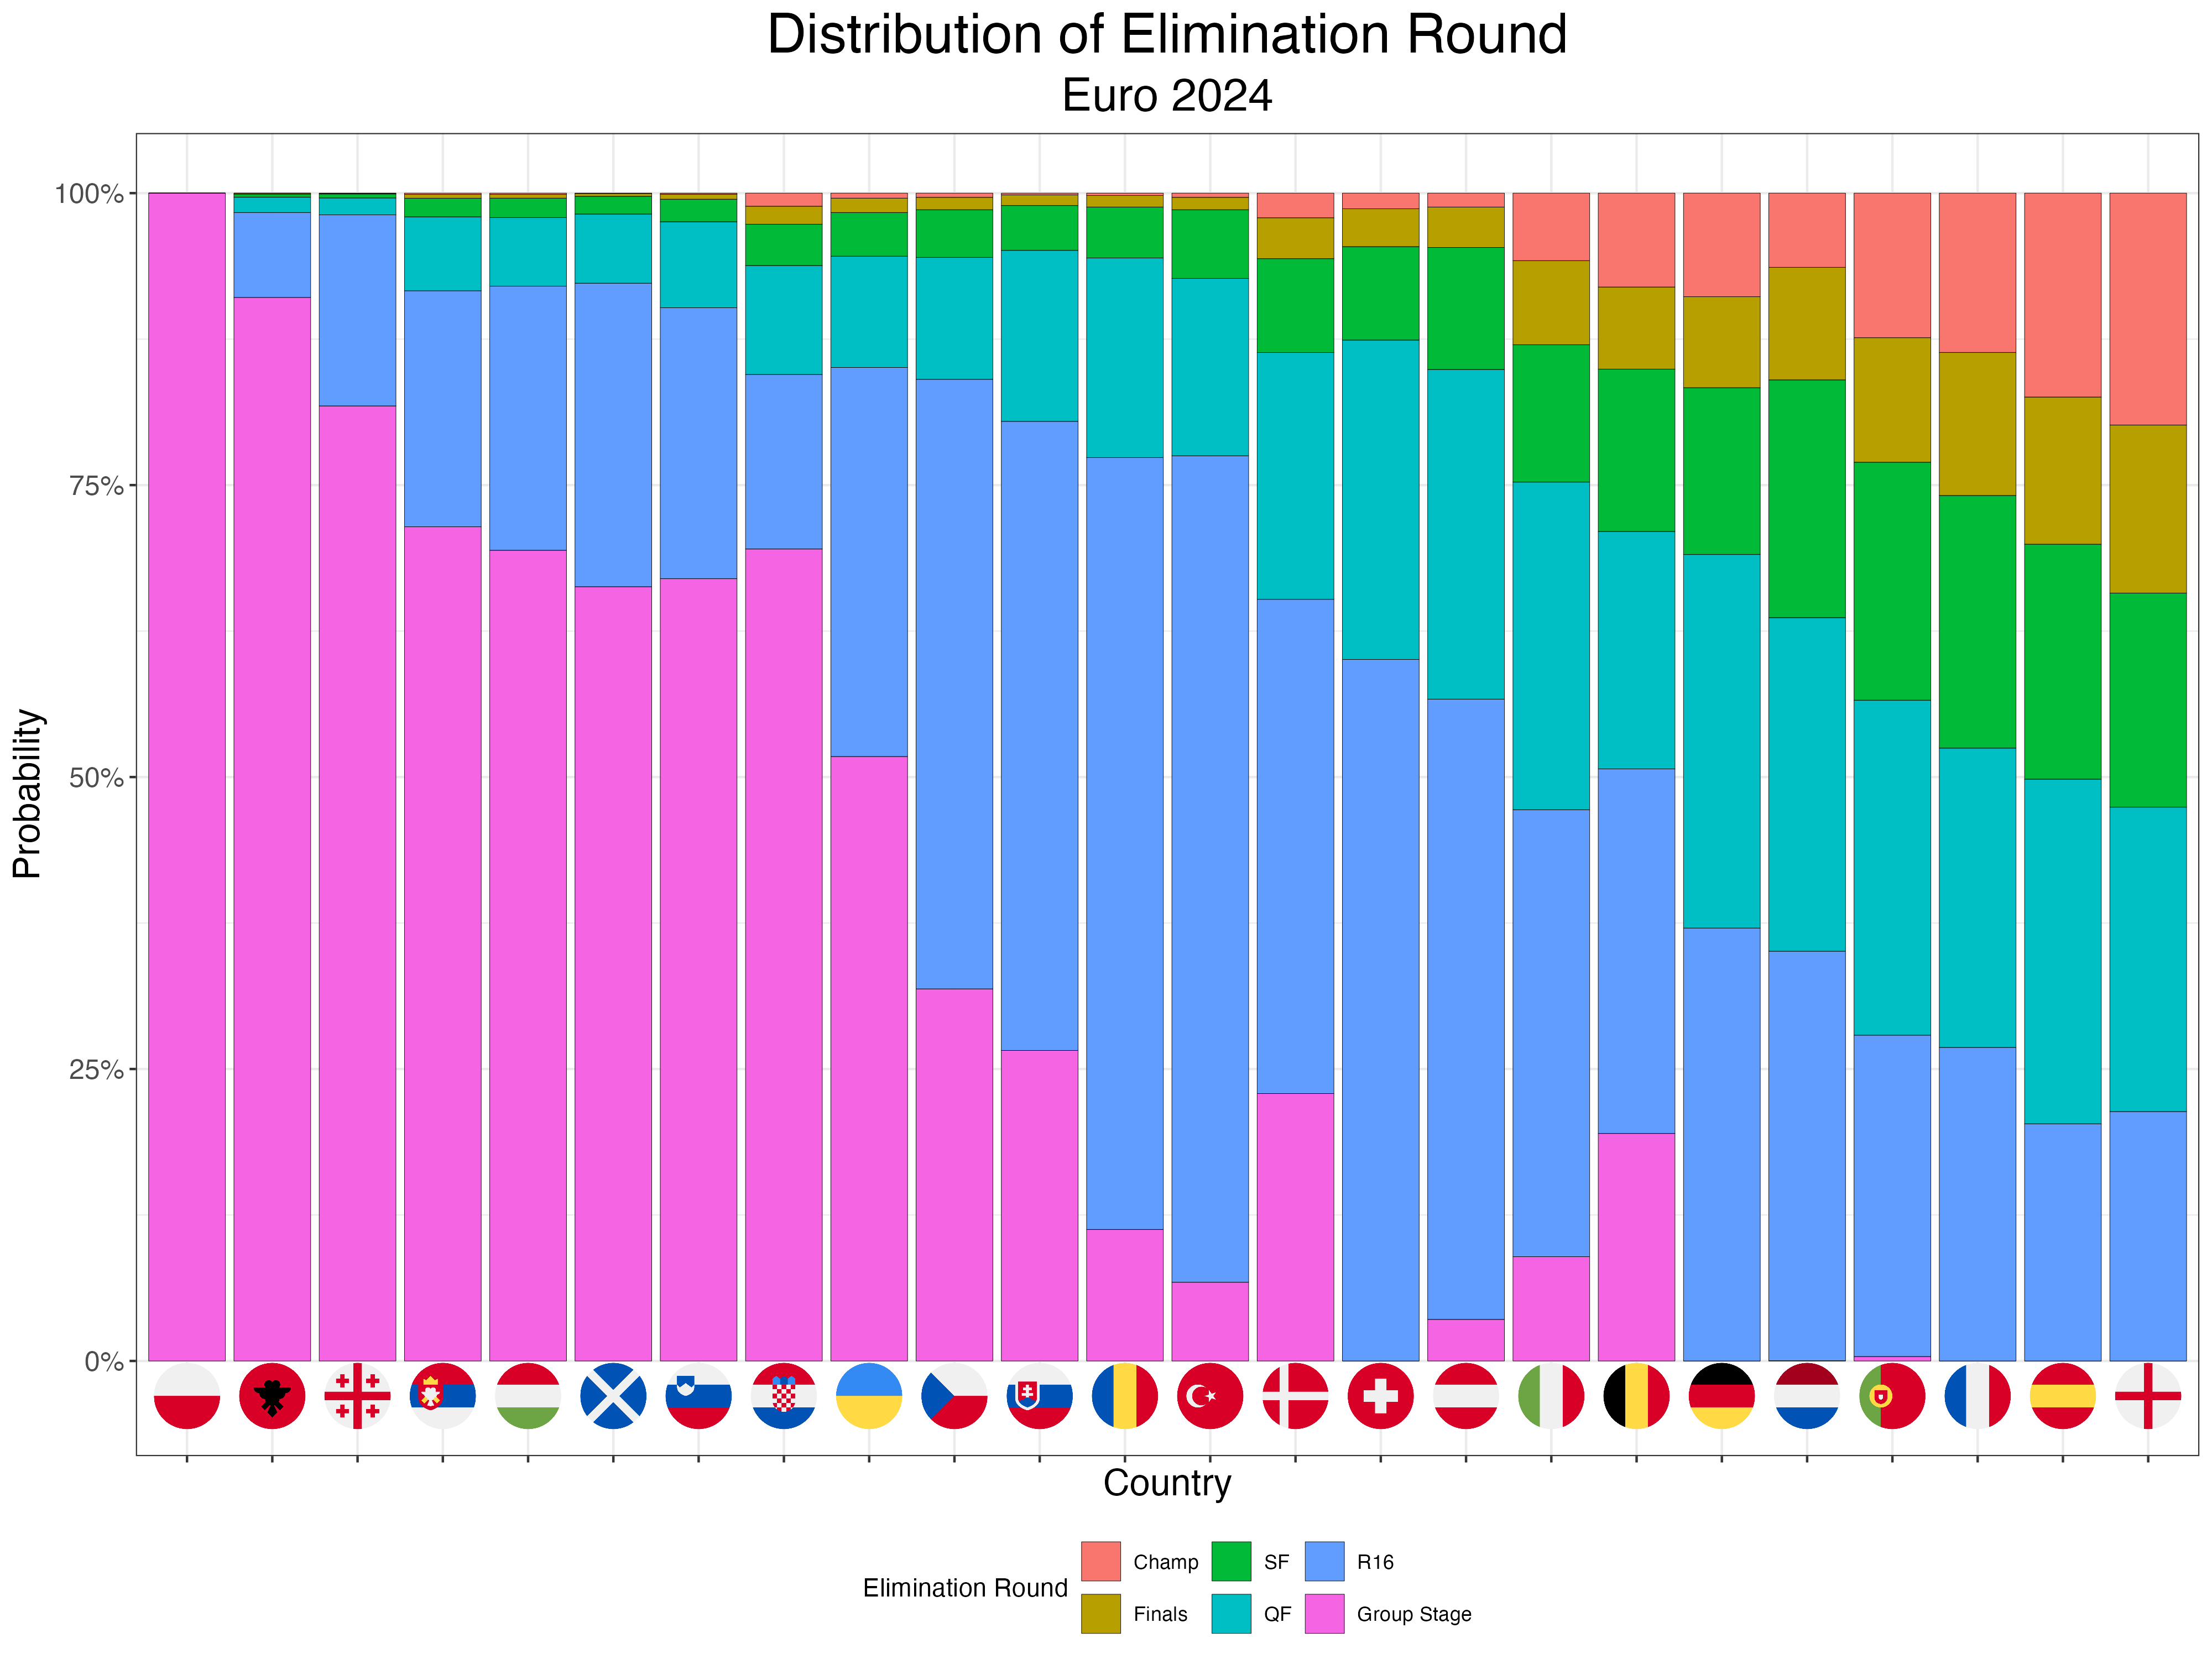 Distribution of Elimination Round
Euro 2024
Probability
100%
75%
50%
25%
0%
Country
Elimination Round
Champ
SF
R16
Finals
QF
Group Stage